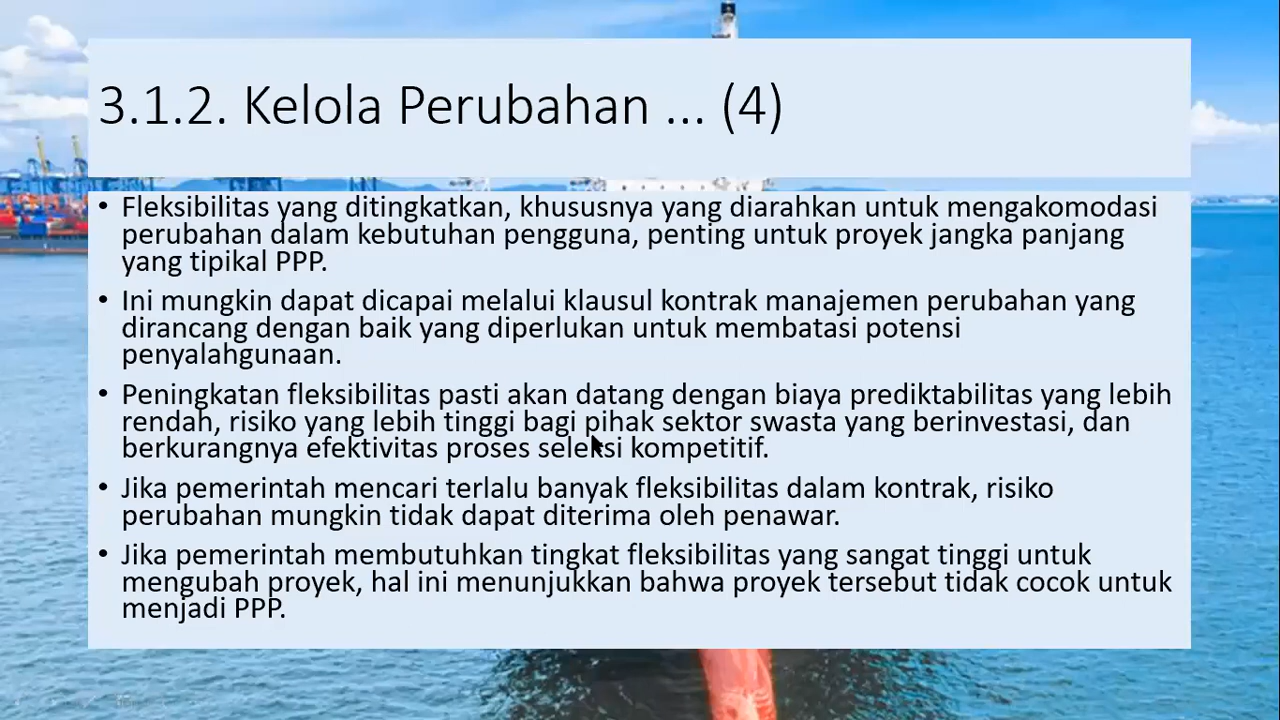 3.1.2. Kelola Perubahan ... (4)
• Fleksibilitas yang ditingkatkan, khususnya yang diarahkan untuk mengakomodasi
perubahan dalam kebutuhan pengguna, penting untuk proyek jangka panjang
yang tipikal PPP.
• Ini mungkin dapat dicapai melalui klausul kontrak manajemen perubahan yang
dirancang dengan baik yang diperlukan untuk membatasi potensi
penyalahgunaan.
• Peningkatan fleksibilitas pasti akan datang dengan biaya prediktabilitas yang lebih
rendah, risiko yang lebih tinggi bagi pihak sektor swasta yang berinvestasi, dan
berkurangnya efektivitas proses seleksi kompetitif.
• Jika pemerintah mencari terlalu banyak fleksibilitas dalam kontrak, risiko
perubahan mungkin tidak dapat diterima oleh penawar.
• Jika pemerintah membutuhkan tingkat fleksibilitas yang sangat tinggi untuk
mengubah proyek, hal ini menunjukkan bahwa proyek tersebut tidak cocok untuk
menjadi PPP.